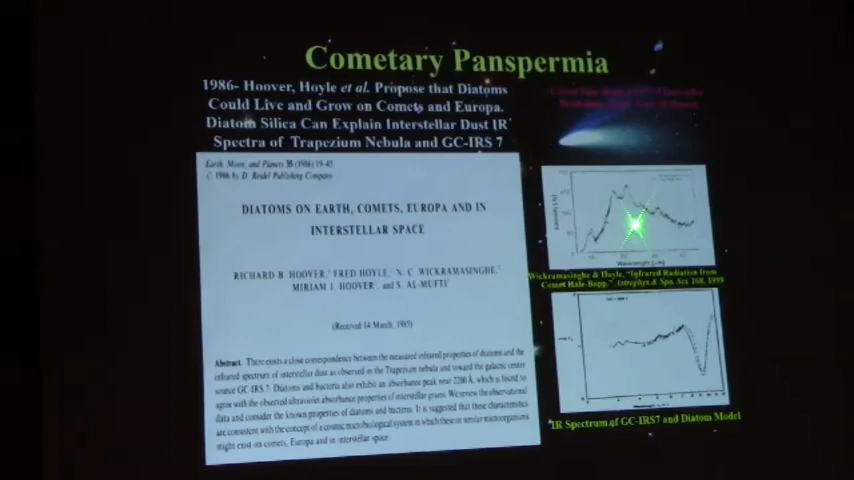 Cometary Panspermia
1986- Hoover, Hoyle et al. Propose that Diatoms
Could Live and Grow on Comets and Europa.
Diatom Silica Can Explain Interstellar Dust IR
Spectra of Trapezium Nebula and GC-IRS 7
Earth, Moon, and Planets 35 (1986) 19-45
© 1986 by D. Reidel Publishing Company
DIATOMS ON EARTH, COMETS, EUROPA AND IN
INTERSTELLAR SPACE
RICHARD B. HOOVER, FRED HOYLE, N. C. WICKRAMASINGHE,
MIRIAM J. HOOVER, and S. AL-MUFTI
(Received 14 March, 1985)
Abstract. There exists a close correspondence between the measured infrared properties of diatoms and the
infrared spectrum of interstellar dust as observed in the Trapezium nebula and toward the galactic center
source GC-IRS 7. Diatoms and bacteria also exhibit an absorbance peak near 2200 Å, which is found to
agree with the observed ultraviolet absorbance properties of interstellar grains. We review the observational
data and consider the known properties of diatoms and bacteria. It is suggested that these characteristics
are consistent with the concept of a cosmic microbiological system in which these or similar microorganisms
might exist on comets, Europa and in interstellar space.
Wickramasinghe & Hoyle, "Infrared Radiation from
Comet Hale-Bopp," Astrophys.& Spa. Sci. 268, 1999
IR Spectrum of GC-IRS7 and Diatom Model